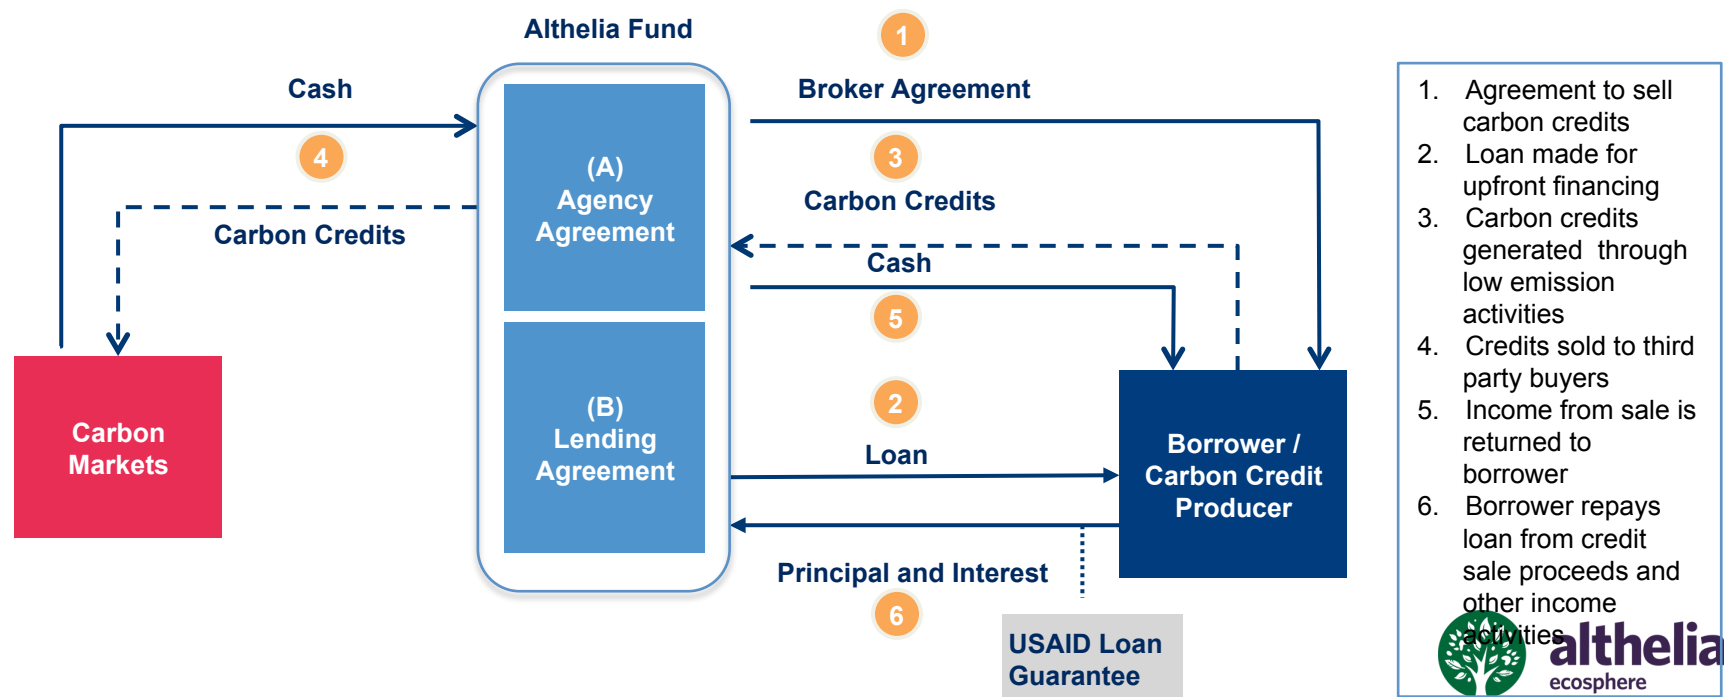 Althelia Fund
1
Cash
Broker Agreement
4
3
(A)
Agency
Agreement
Carbon Credits
Carbon Credits
Cash
5
Carbon
Markets
(B)
Lending
Agreement
2
Loan
Borrower /
Carbon Credit
Producer
Principal and Interest
6
USAID Loan
Guarantee
1. Agreement to sell
carbon credits
2. Loan made for
upfront financing
3. Carbon credits
generated through
low emission
activities
4. Credits sold to third
party buyers
5. Income from sale is
returned to
borrower
6. Borrower repays
loan from credit
sale proceeds and
other income
activities
althelia
ecosphere